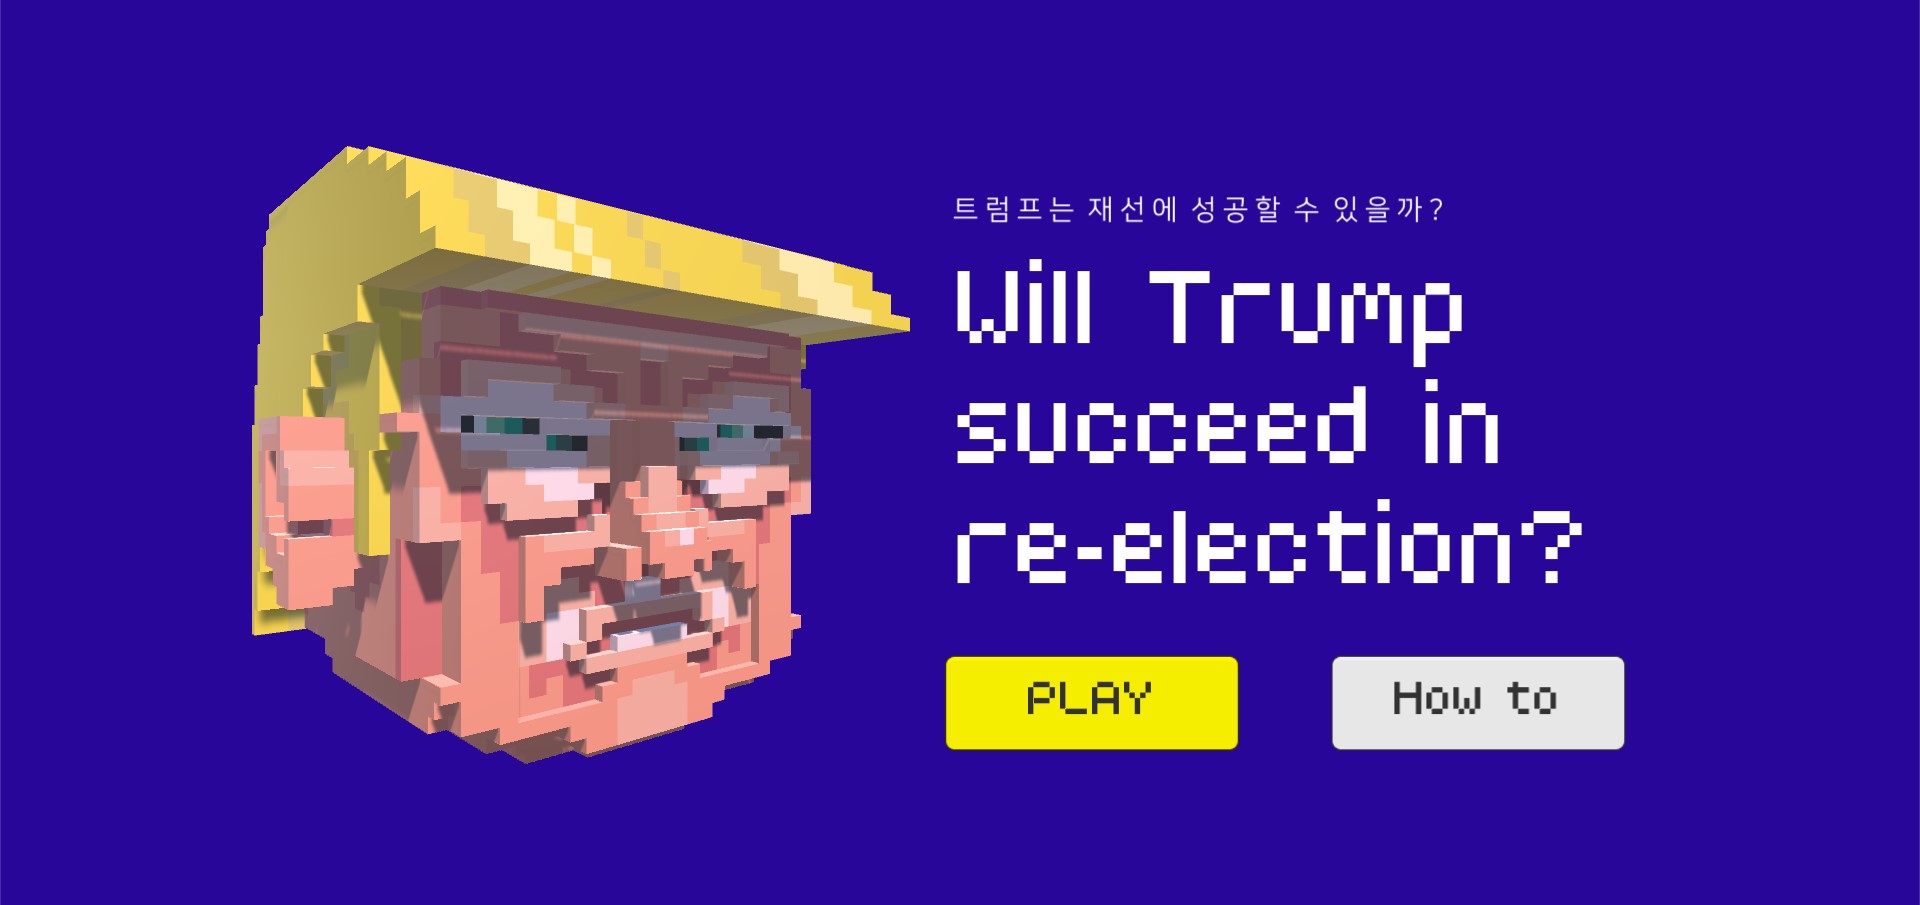 트럼프는 재선에 성공할 수 있을까?
Will Trump
succeed in
re-election?
PLAY
How to